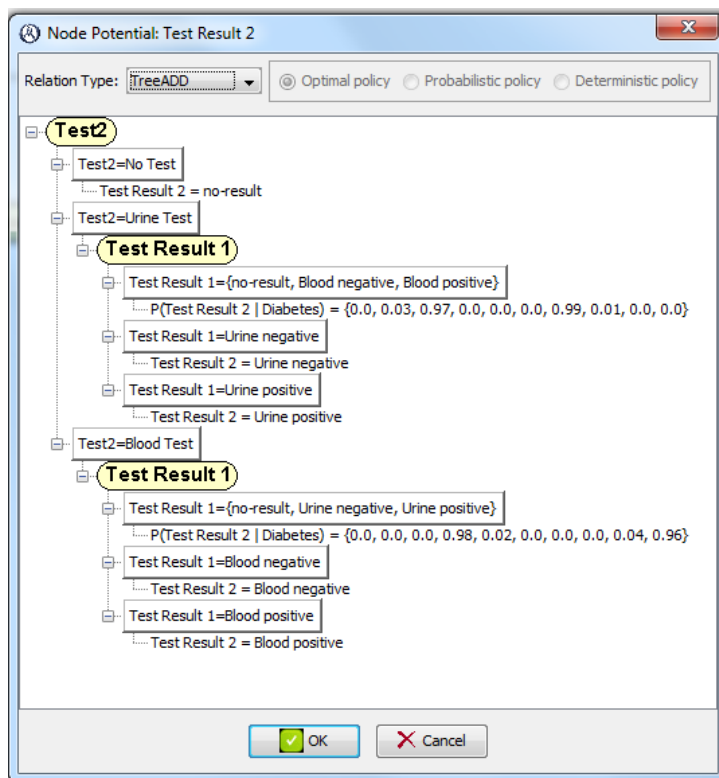 Node Potential: Test Result 2
Relation Type: TreeADD Optimal policy Probabilistic policy Deterministic policy
Test2
Test2=No Test
Test Result 2 = no-result
Test2=Urine Test
Test Result 1
Test Result 1={no-result, Blood negative, Blood positive}
P(Test Result 2 | Diabetes) = {0.0, 0.03, 0.97, 0.0, 0.0, 0.0, 0.99, 0.01, 0.0, 0.0}
Test Result 1=Urine negative
Test Result 2 = Urine negative
Test Result 1=Urine positive
Test Result 2 = Urine positive
Test2=Blood Test
Test Result 1
Test Result 1={no-result, Urine negative, Urine positive}
P(Test Result 2 | Diabetes) = {0.0, 0.0, 0.0, 0.98, 0.02, 0.0, 0.0, 0.0, 0.04, 0.96}
Test Result 1=Blood negative
Test Result 2 = Blood negative
Test Result 1=Blood positive
Test Result 2 = Blood positive
OK Cancel